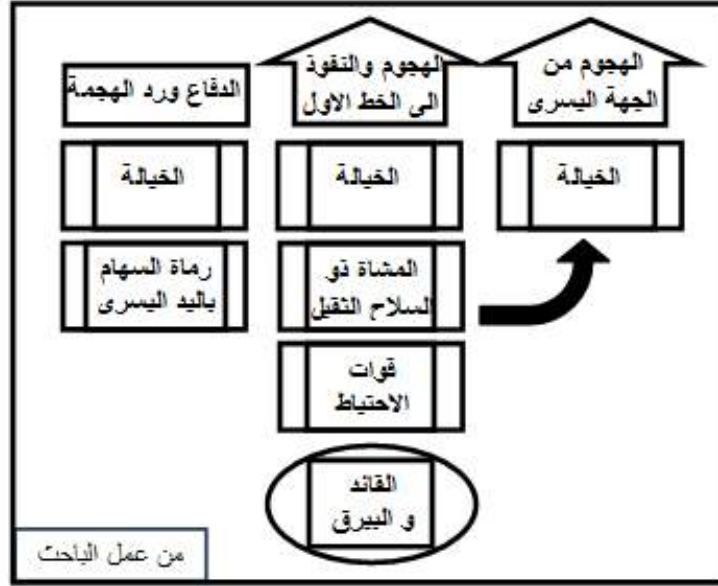 الهجوم من
الجهة اليسرى
الهجوم والنفوذ
الى الخط الاول
الدفاع ورد الهجمة
الخيالة
الخيالة
الخيالة
المشاة ذو
السلاح الثقيل
رماة السهام
باليد اليسرى
قوات
الاحتياط
القائد
و البيرق
من عمل الباحث